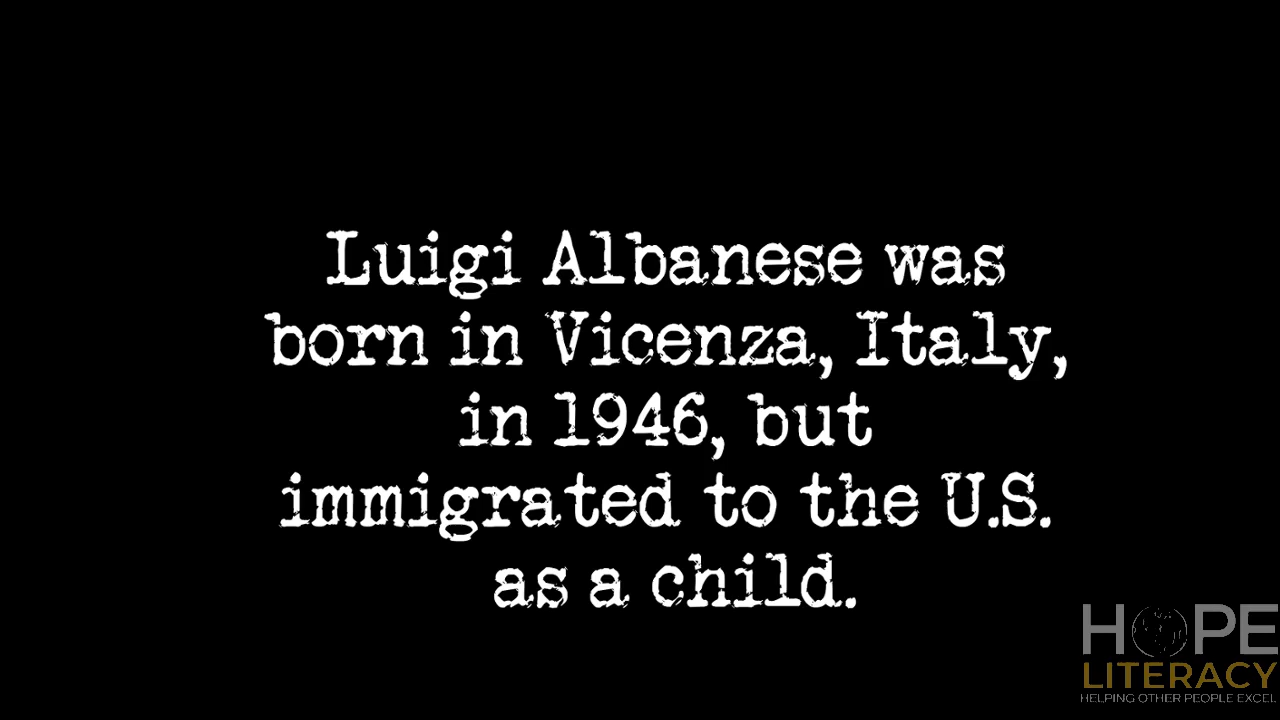 Luigi Albanese was
born in Vicenza, Italy,
in 1946, but
immigrated to the U.S.
as a child.
HOPE
LITERACY
HELPING OTHER PEOPLE EXCEL